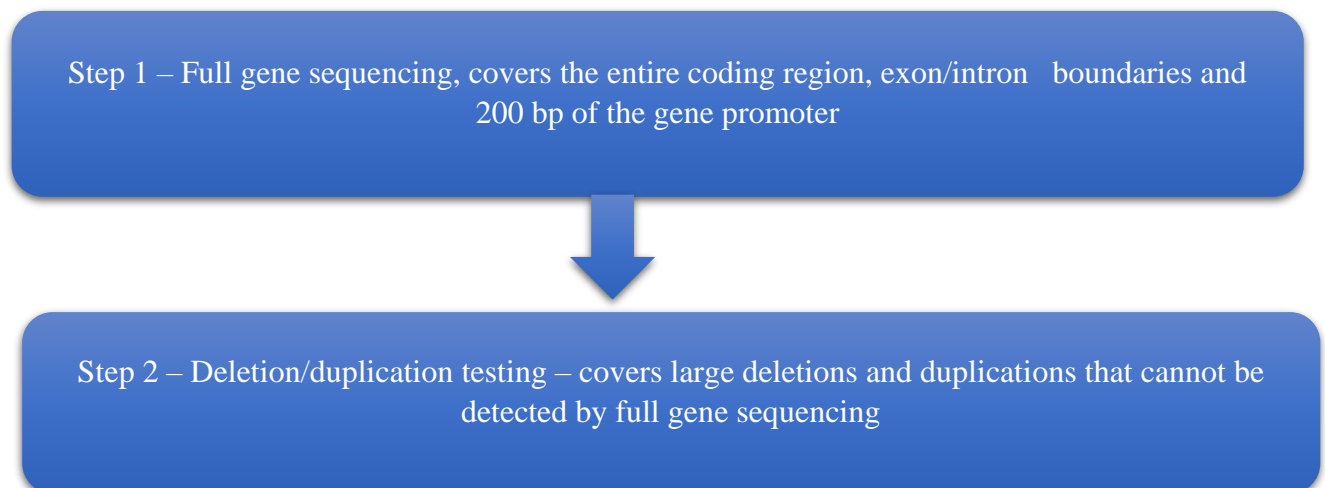 Step 1 – Full gene sequencing, covers the entire coding region, exon/intron boundaries and
200 bp of the gene promoter
Step 2 – Deletion/duplication testing – covers large deletions and duplications that cannot be
detected by full gene sequencing